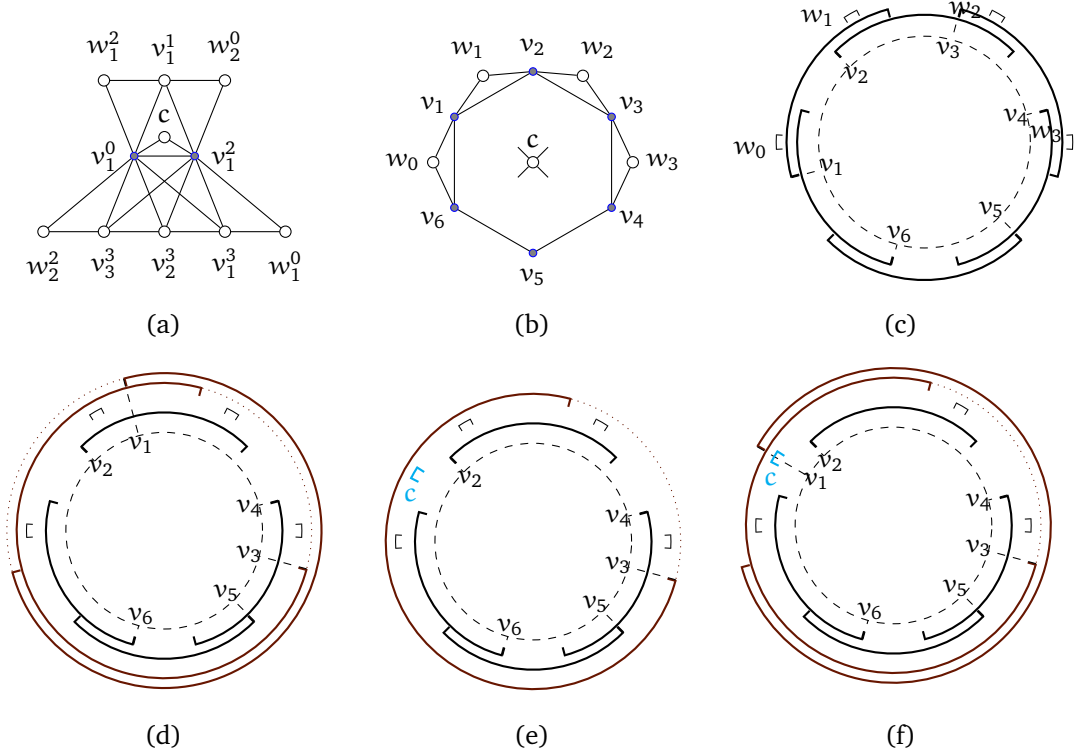 w₁² v₁¹ w₂⁰
c
v₁⁰ v₁²
w₂² v₃³ v₂³ v₁³ w₁⁰
(a)
w₁ v₂ w₂
v₁ c v₃
w₀ w₃
v₆ v₄
v₅
(b)
w₁ w₂
v₂ v₃
w₀ v₁ v₄ w₃
v₆ v₅
(c)
v₁
v₂
v₄
v₃
v₆ v₅
(d)
v₂
c
v₄
v₃
v₆ v₅
(e)
v₂
c v₁
v₄
v₃
v₆ v₅
(f)